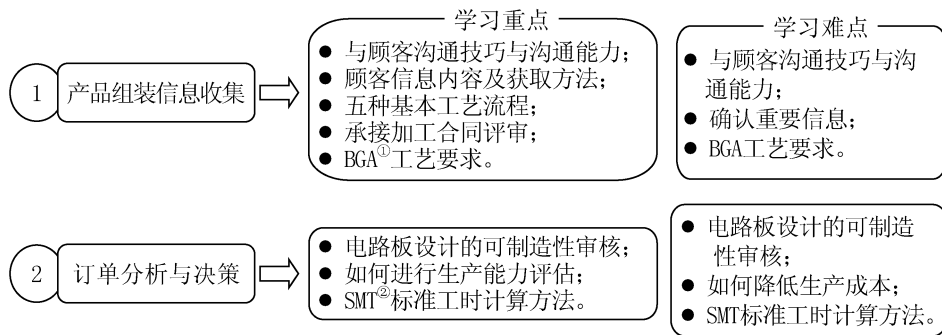 学习重点
学习难点
1
产品组装信息收集
● 与顾客沟通技巧与沟通能力；
● 顾客信息内容及获取方法；
● 五种基本工艺流程；
● 承接加工合同评审；
● BGA①工艺要求。
● 与顾客沟通技巧与沟
通能力；
● 确认重要信息；
● BGA工艺要求。
2
订单分析与决策
● 电路板设计的可制造性审核；
● 如何进行生产能力评估；
● SMT②标准工时计算方法。
● 电路板设计的可制造
性审核；
● 如何降低生产成本；
● SMT标准工时计算方法。